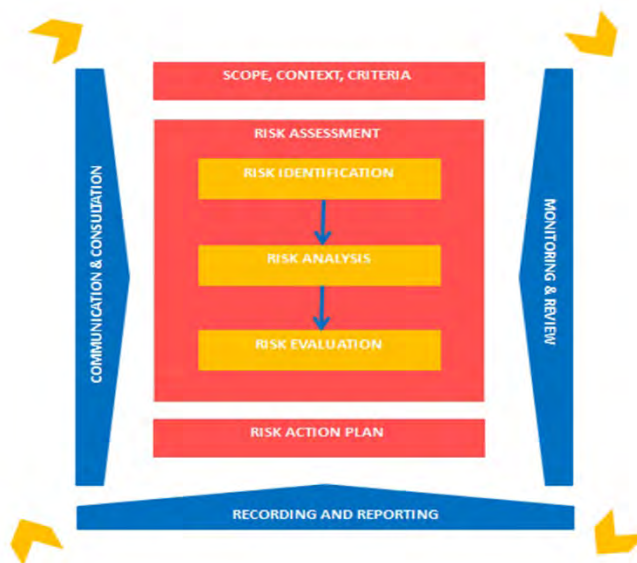 SCOPE, CONTEXT, CRITERIA
RISK ASSESSMENT
RISK IDENTIFICATION
RISK ANALYSIS
RISK EVALUATION
RISK ACTION PLAN
COMMUNICATION & CONSULTATION
MONITORING & REVIEW
RECORDING AND REPORTING